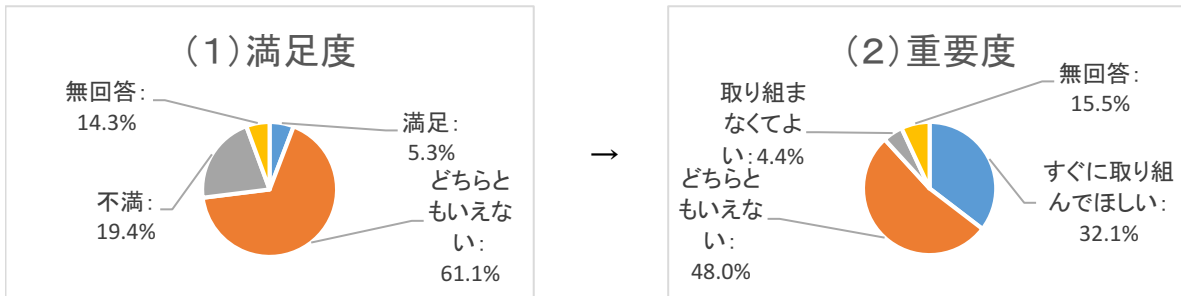 (1)満足度
無回答:
14.3%
満足:
5.3%
不満:
19.4%
どちらと
もいえな
い:
61.1%
→
(2)重要度
取り組ま
なくてよ
い:4.4%
無回答:
15.5%
どちらと
もいえな
い:
48.0%
すぐに取り組
んでほしい:
32.1%